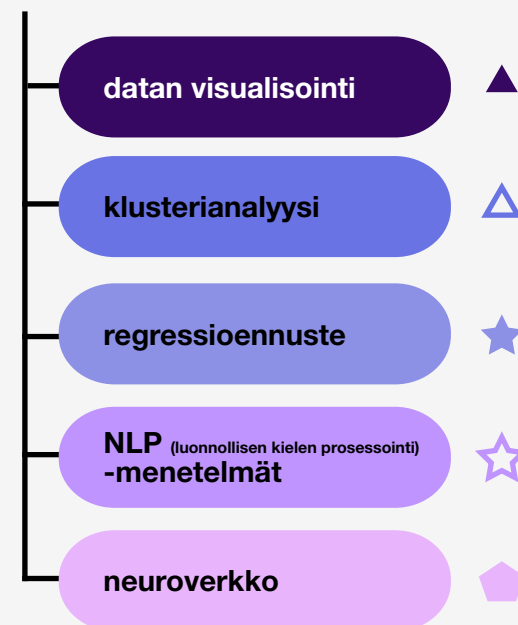 datan visualisointi
klusterianalyysi
regressioennuste
NLP (luonnollisen kielen prosessointi)
-menetelmät
neuroverkko